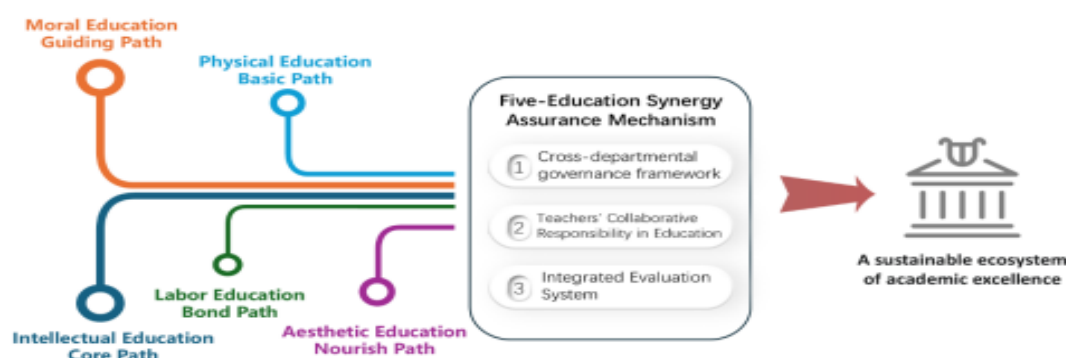 Moral Education
Guiding Path
Physical Education
Basic Path
Labor Education
Bond Path
Intellectual Education
Core Path
Aesthetic Education
Nourish Path
Five-Education Synergy
Assurance Mechanism
1 Cross-departmental
governance framework
2 Teachers' Collaborative
Responsibility in Education
3 Integrated Evaluation
System
A sustainable ecosystem
of academic excellence